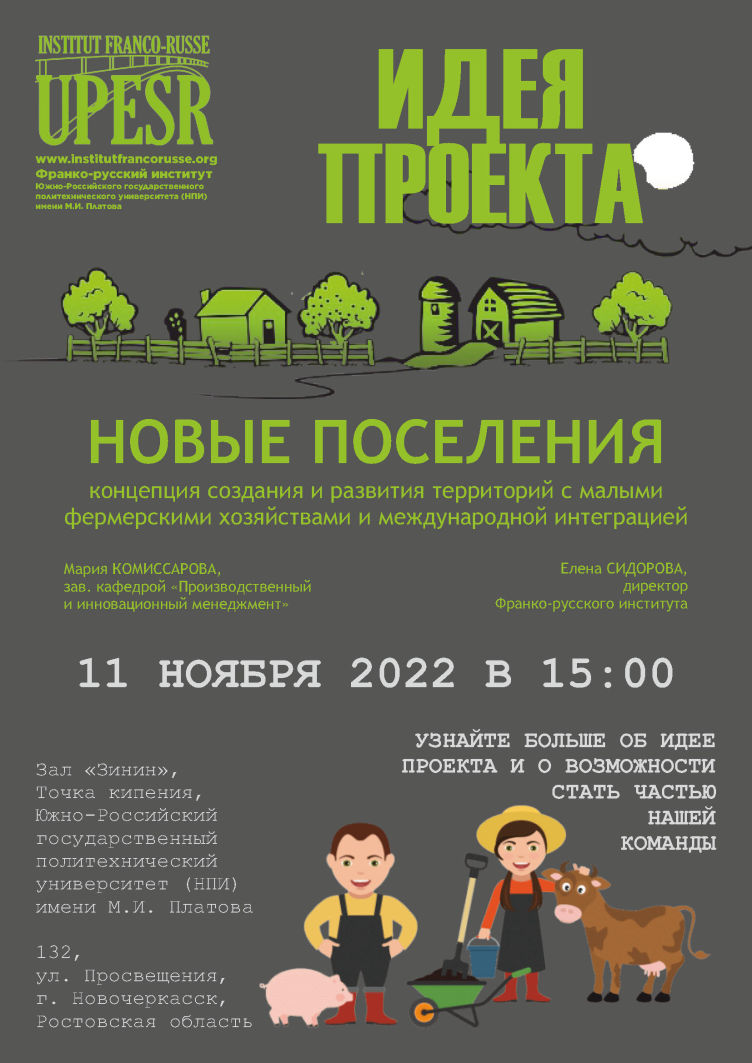 INSTITUT FRANCO-RUSSE
UPESR
www.institutfrancorusse.org
Франко-русский институт
Южно-Российского государственного
политехнического университета (НПИ)
имени М.И. Платова
ИДЕЯ
ПРОЕКТА
НОВЫЕ ПОСЕЛЕНИЯ
концепция создания и развития территорий с малыми
фермерскими хозяйствами и международной интеграцией
Мария КОМИССАРОВА,
зав. кафедрой «Производственный
и инновационный менеджмент»
Елена СИДОРОВА,
директор
Франко-русского института
11 НОЯБРЯ 2022 В 15:00
УЗНАЙТЕ БОЛЬШЕ ОБ ИДЕЕ
ПРОЕКТА И О ВОЗМОЖНОСТИ
СТАТЬ ЧАСТЬЮ
НАШЕЙ
КОМАНДЫ
Зал «Зинин»,
Точка кипения,
Южно-Российский
государственный
политехнический
университет (НПИ)
имени М.И. Платова
132,
ул. Просвещения,
г. Новочеркасск,
Ростовская область